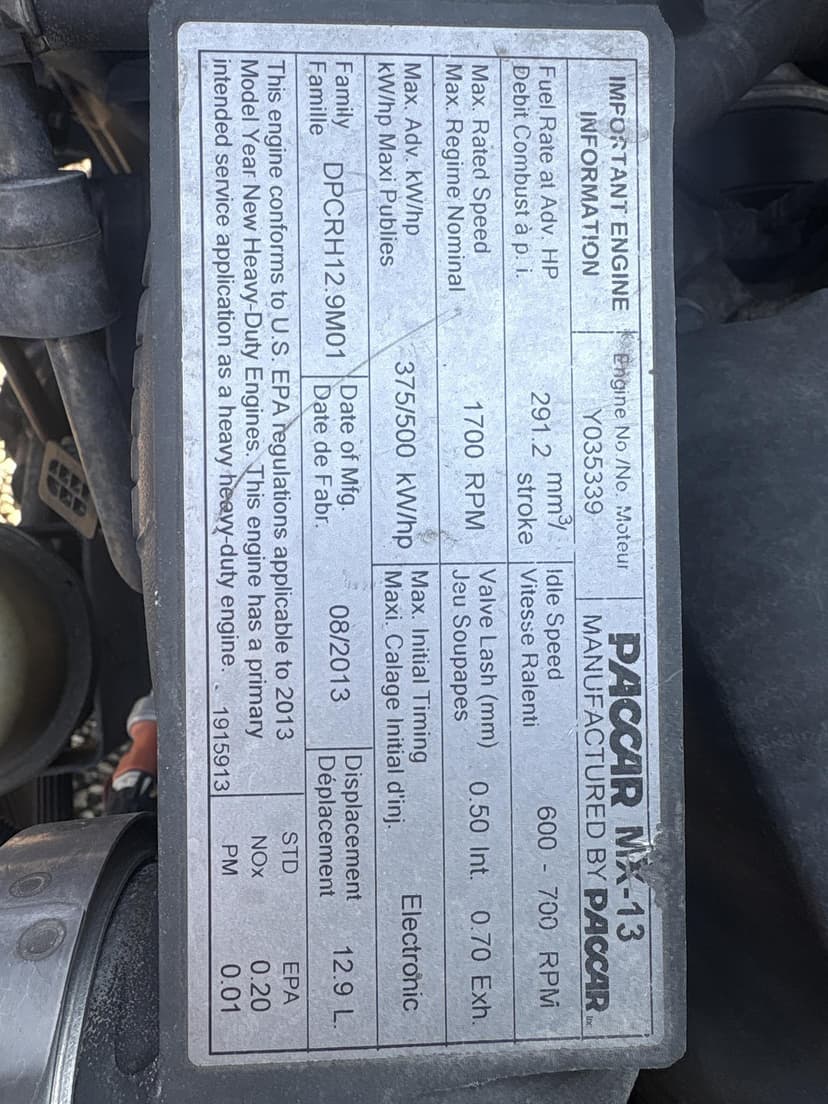 IMPORTANT ENGINE
INFORMATION
Engine No./No. Moteur
Y035339
PACCAR MX-13
MANUFACTURED BY PACCAR Inc
Fuel Rate at Adv. HP
Debit Combust à p. i.
291.2 mm³/
stroke
Idle Speed
Vitesse Ralenti
600 - 700 RPM
Max. Rated Speed
Max. Regime Nominal
1700 RPM
Valve Lash (mm)
Jeu Soupapes
0.50 Int. 0.70 Exh.
Max. Adv. kW/hp
kW/hp Maxi Publies
375/500 kW/hp
Max. Initial Timing
Maxi. Calage Initial d'inj.
Electronic
Family
Famille
DPCRH12.9M01
Date of Mfg.
Date de Fabr.
08/2013
Displacement
Déplacement
12.9 L.
This engine conforms to U.S. EPA regulations applicable to 2013
Model Year New Heavy-Duty Engines. This engine has a primary
intended service application as a heavy heavy-duty engine. . 1915913
STD EPA
NOx 0.20
PM 0.01